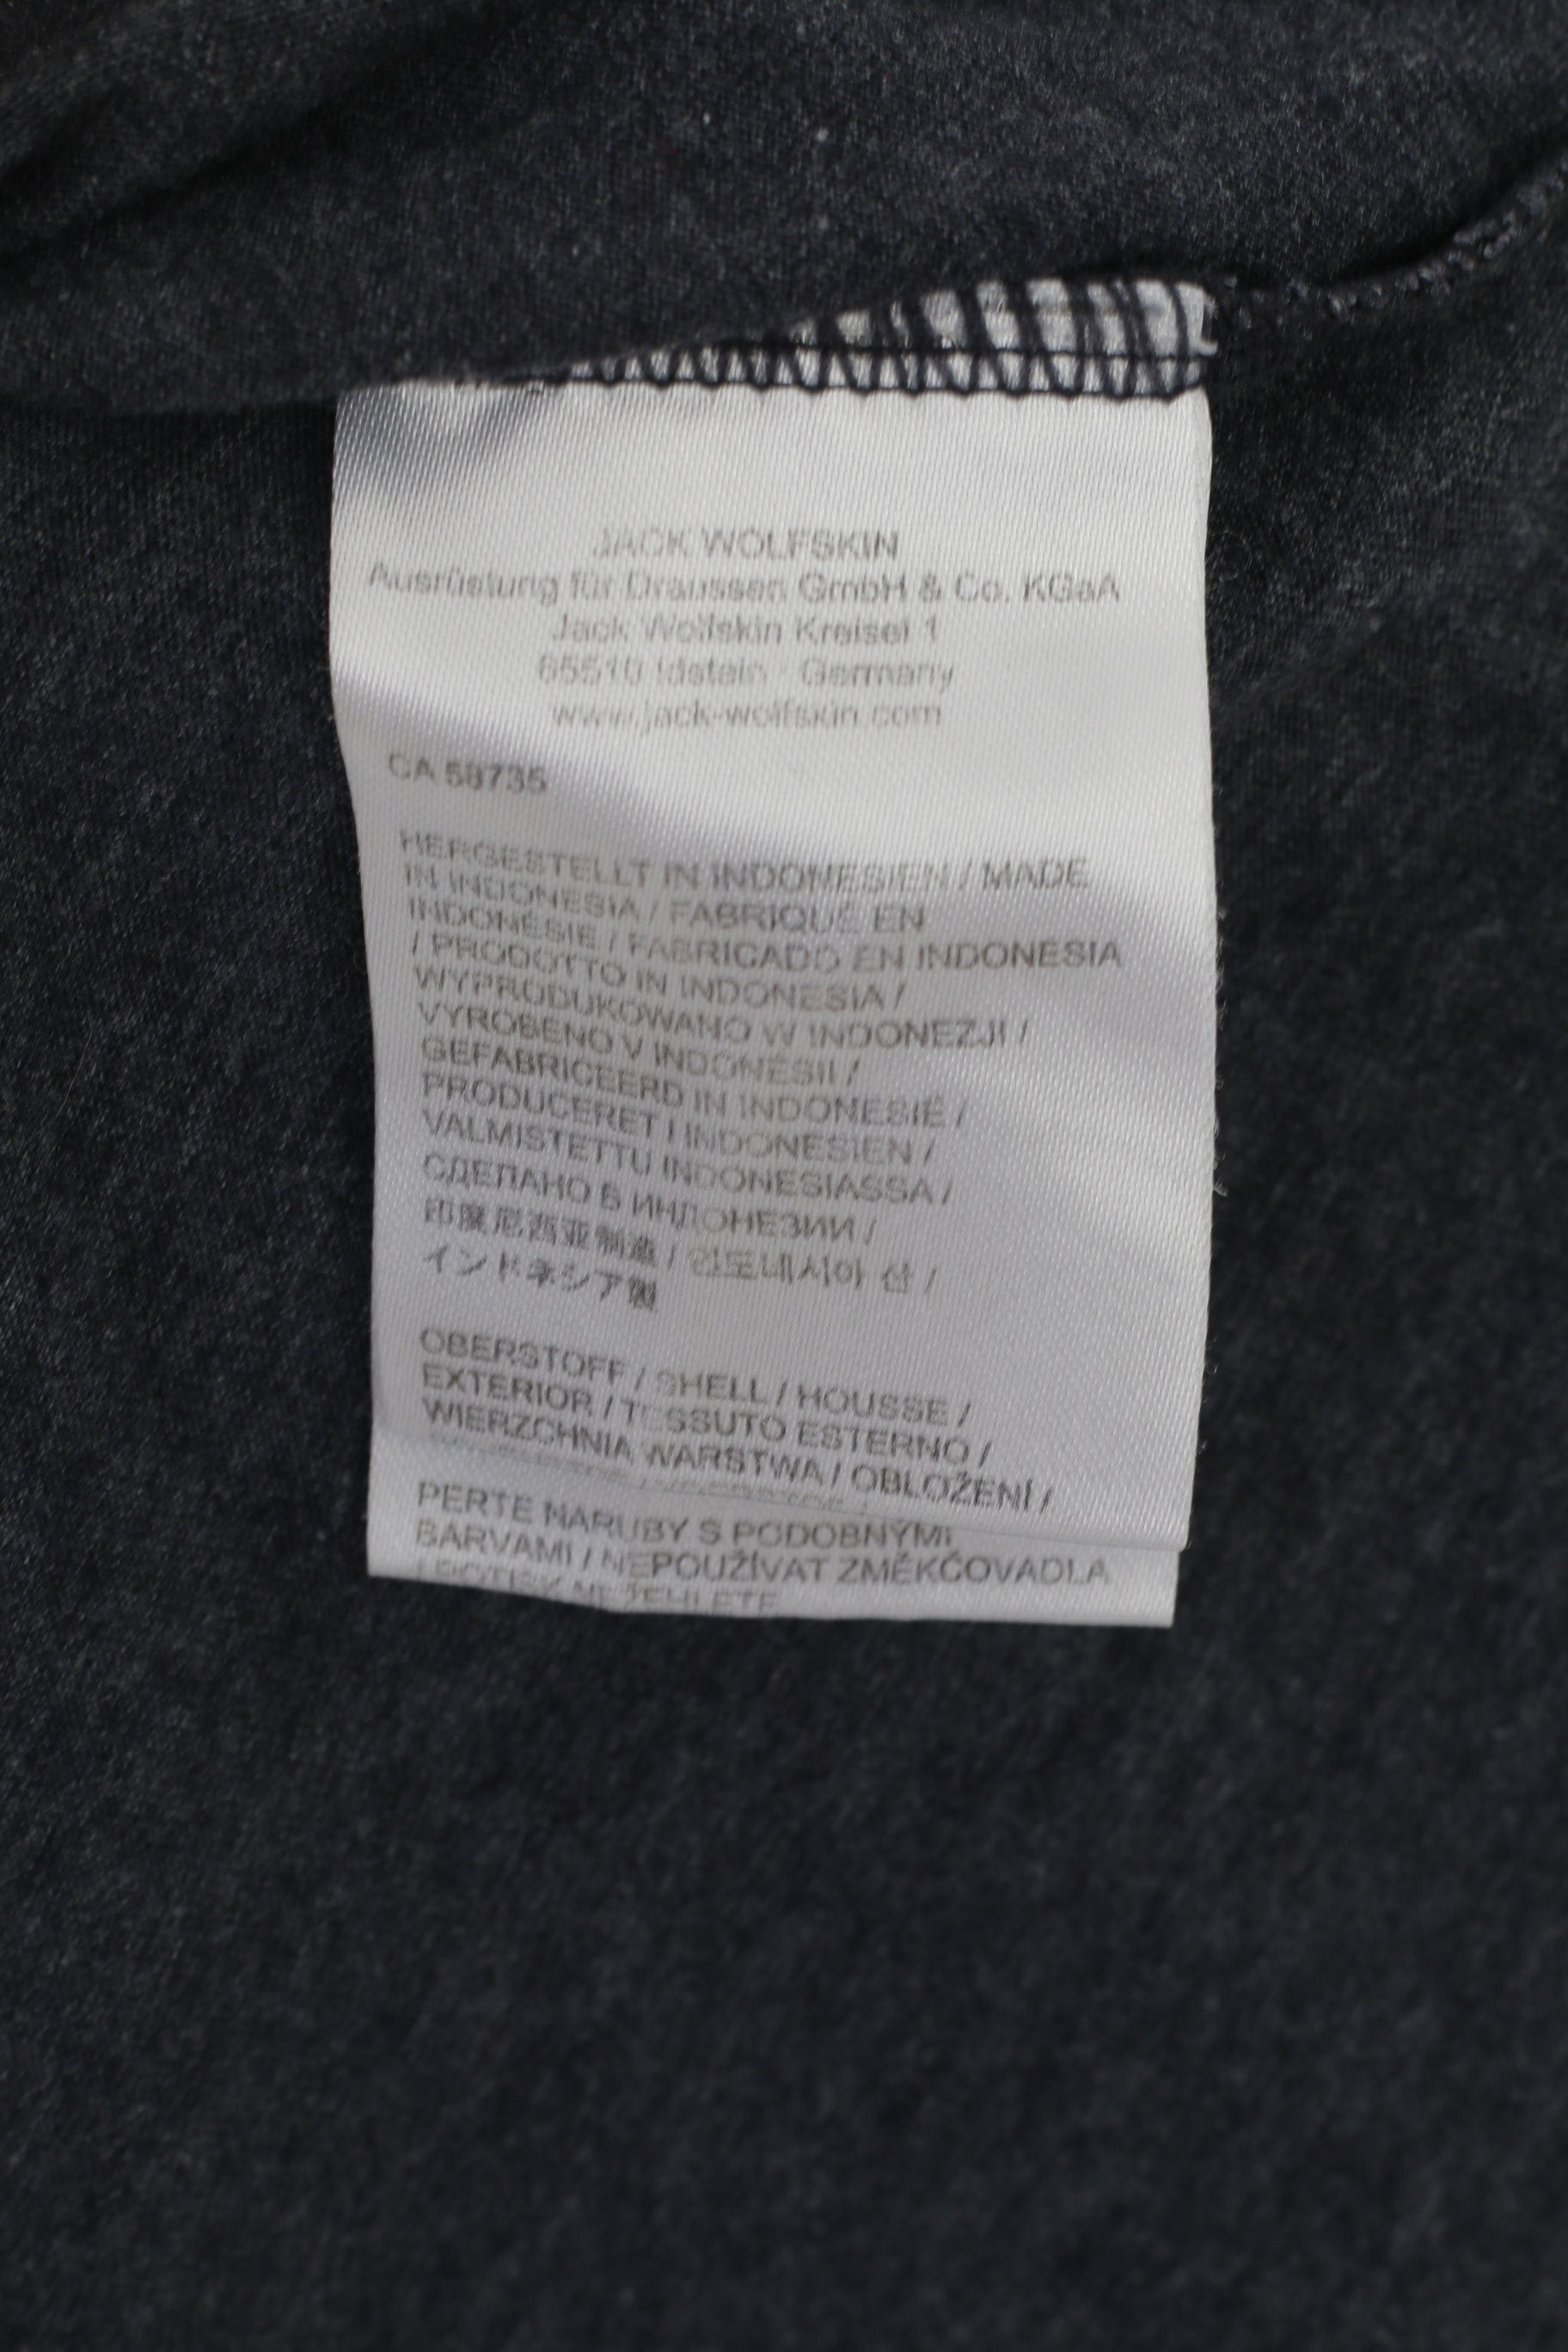 JACK WOLFSKIN
Ausrüstung für Draussen GmbH & Co. KGaA
Jack Wolfskin Kreisel 1
65510 Idstein · Germany
www.jack-wolfskin.com
CA 58735
HERGESTELLT IN INDONESIEN / MADE
IN INDONESIA / FABRIQUÉ EN
INDONÉSIE / FABRICADO EN INDONESIA
/ PRODOTTO IN INDONESIA /
WYPRODUKOWANO W INDONEZJI /
VYROBENO V INDONÉSII /
GEFABRICEERD IN INDONESIË /
PRODUCERET I INDONESIEN /
VALMISTETTU INDONESIASSA /
СДЕЛАНО В ИНДОНЕЗИИ /
印度尼西亚制造 / 인도네시아 산 /
インドネシア製
OBERSTOFF / SHELL / HOUSSE /
EXTERIOR / TESSUTO ESTERNO /
WIERZCHNIA WARSTWA / OBLOŽENÍ /
PERTE NARUBY S PODOBNÝMI
BARVAMI / NEPOUŽÍVAT ZMĚKČOVADLA
/ POTISK NEŽEHLETE